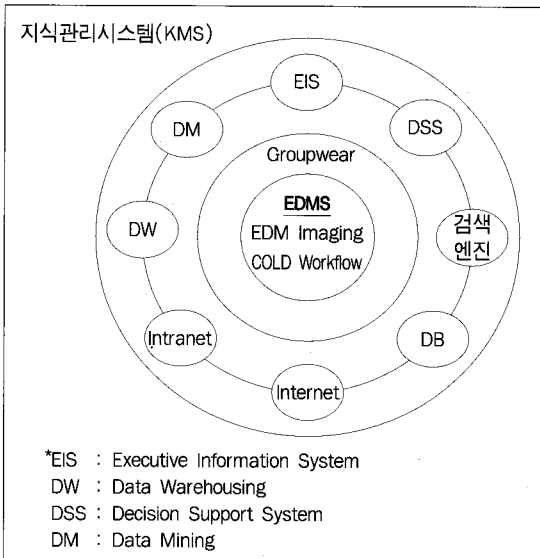 지식관리시스템(KMS)
EIS
DM
DSS
Groupwear
EDMS
EDM Imaging
COLD Workflow
DW
검색
엔진
Intranet
DB
Internet
*EIS : Executive Information System
DW : Data Warehousing
DSS : Decision Support System
DM : Data Mining